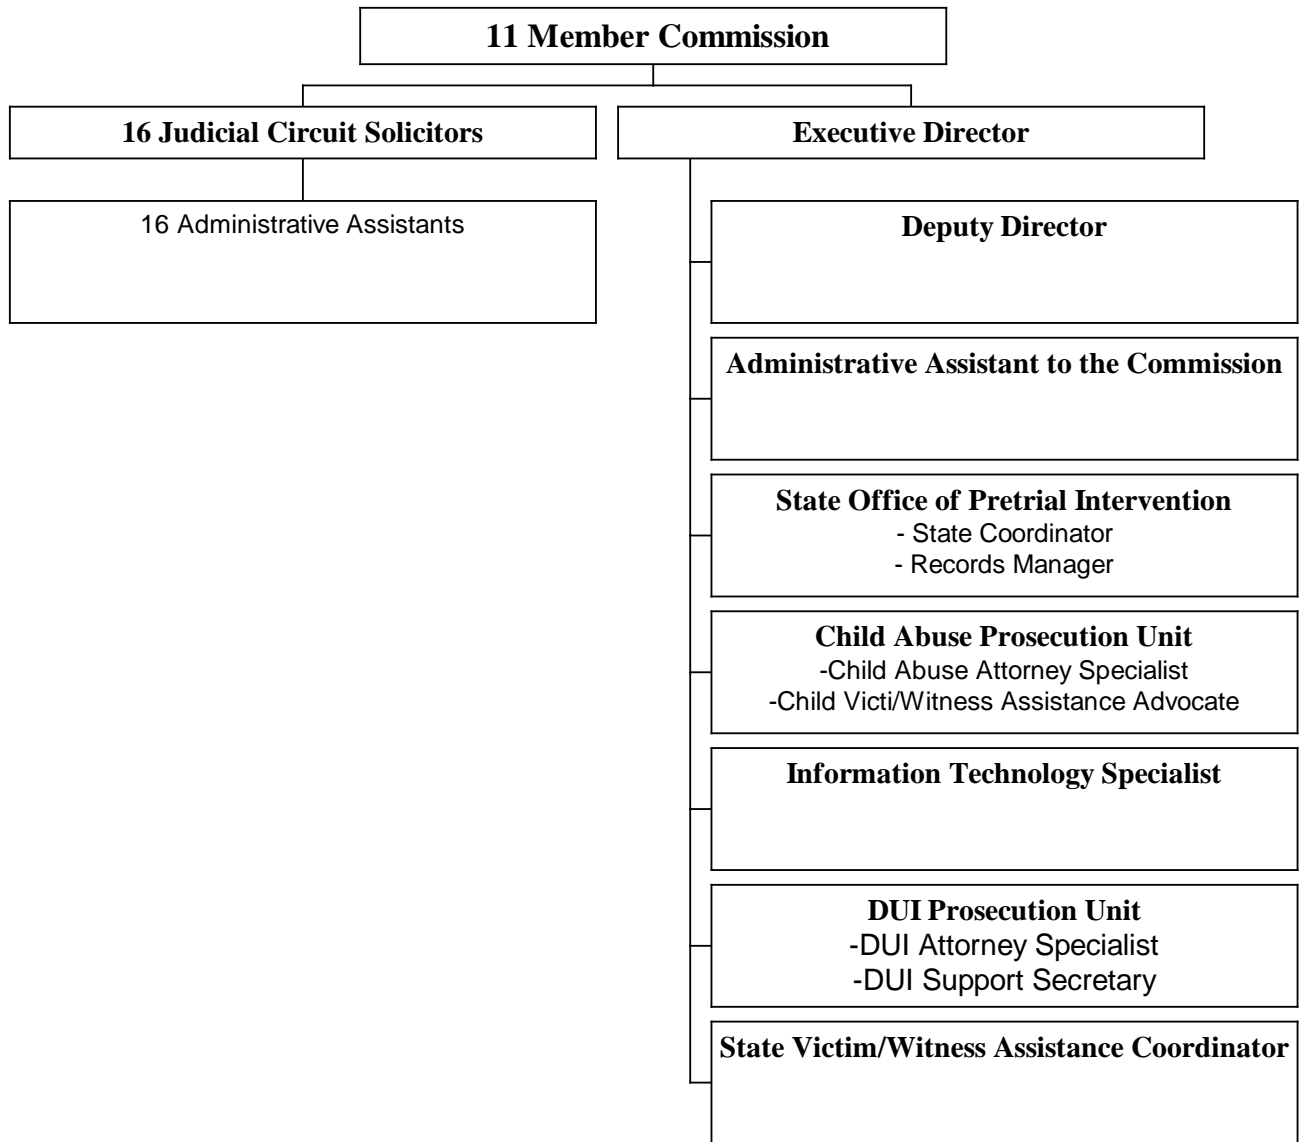 11 Member Commission
16 Judicial Circuit Solicitors
Executive Director
16 Administrative Assistants
Deputy Director
Administrative Assistant to the Commission
State Office of Pretrial Intervention
- State Coordinator
- Records Manager
Child Abuse Prosecution Unit
-Child Abuse Attorney Specialist
-Child Victi/Witness Assistance Advocate
Information Technology Specialist
DUI Prosecution Unit
-DUI Attorney Specialist
-DUI Support Secretary
State Victim/Witness Assistance Coordinator